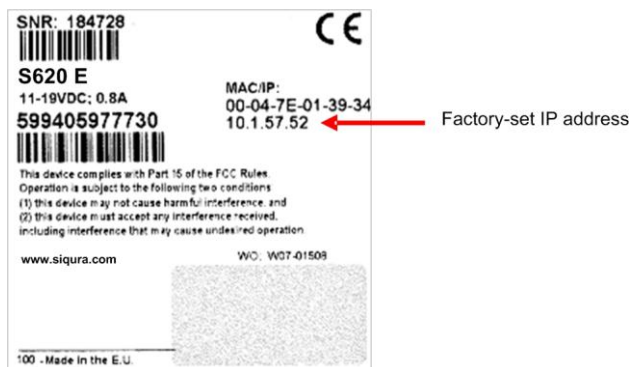 SNR: 184728
CE
S620 E
11-19VDC; 0.8A
599405977730
MAC/IP:
00-04-7E-01-39-34
10.1.57.52
Factory-set IP address
This device complies with Part 15 of the FCC Rules.
Operation is subject to the following two conditions
(1) this device may not cause harmful interference, and
(2) this device must accept any interference received,
including interference that may cause undesired operation.
www.siqura.com
WO: W07-01508
100 - Made in the E.U.